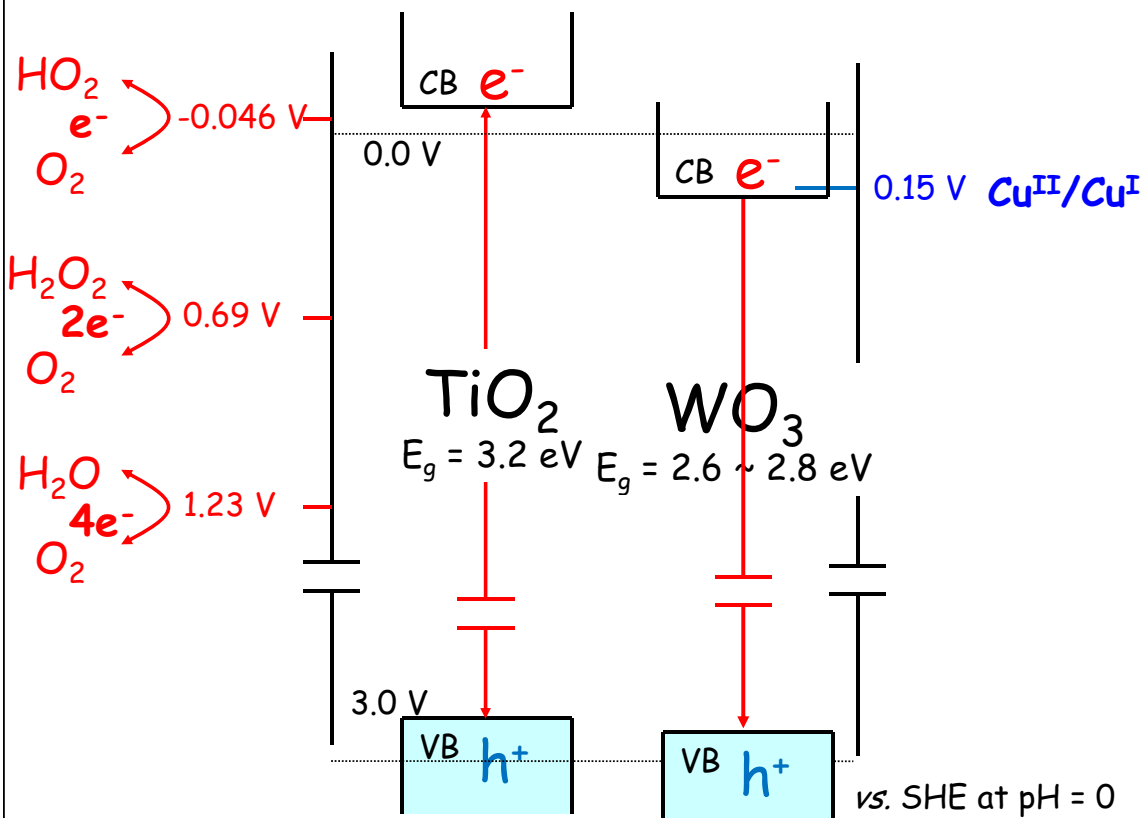 HO₂
e⁻
O₂
-0.046 V
H₂O₂
2e⁻
O₂
0.69 V
H₂O
4e⁻
O₂
1.23 V
CB e⁻
0.0 V
TiO₂
E_g = 3.2 eV
3.0 V
VB h⁺
CB e⁻
WO₃
E_g = 2.6 ~ 2.8 eV
VB h⁺
0.15 V Cuᴵᴵ/Cuᴵ
vs. SHE at pH = 0